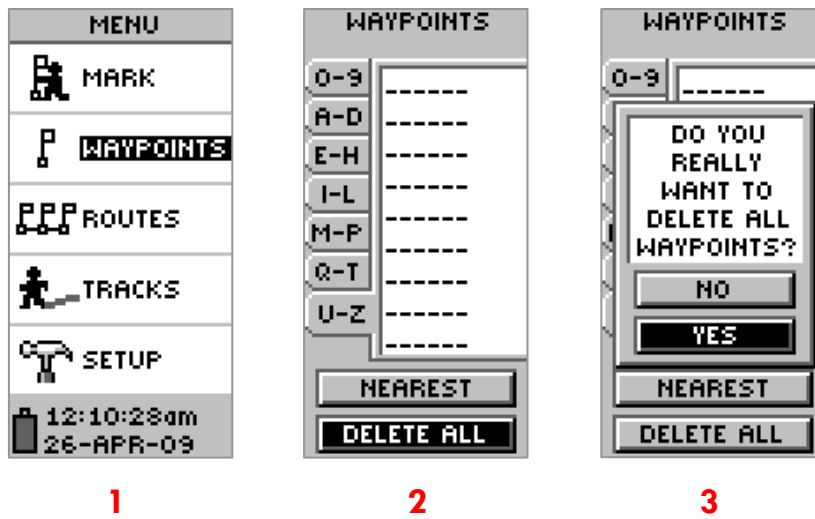 MENU
MARK
WAYPOINTS
ROUTES
TRACKS
SETUP
12:10:28am
26-APR-09
1
WAYPOINTS
0-9 ------
A-D ------
E-H ------
I-L ------
M-P ------
Q-T ------
U-Z ------
------
NEAREST
DELETE ALL
2
WAYPOINTS
0-9 ------
DO YOU
REALLY
WANT TO
DELETE ALL
WAYPOINTS?
NO
YES
NEAREST
DELETE ALL
3